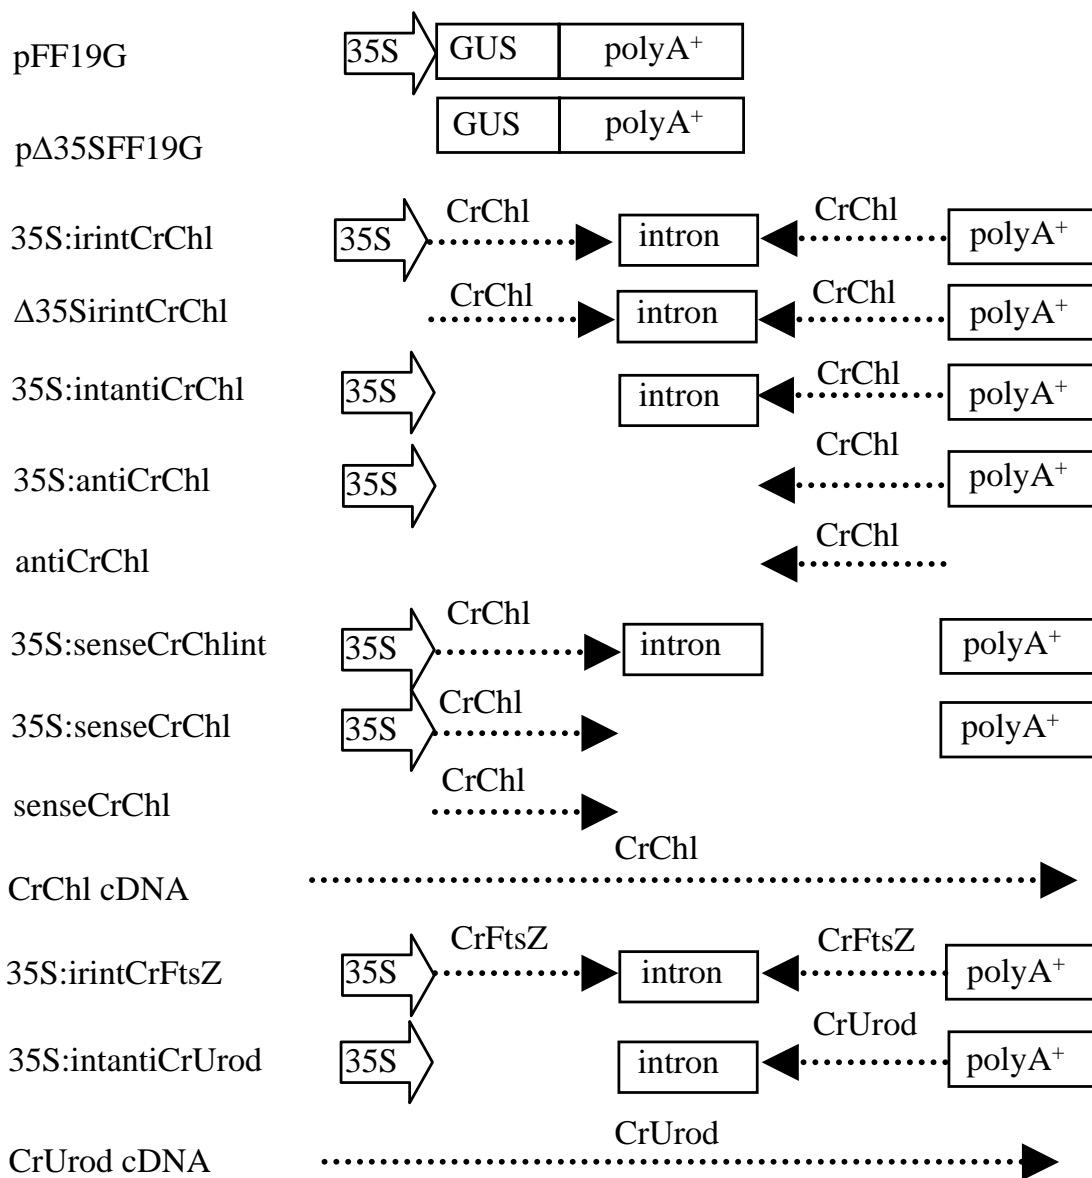 pFF19G 35S GUS polyA⁺
pΔ35SFF19G GUS polyA⁺
35S:irintCrChl 35S CrChl intron CrChl polyA⁺
Δ35SirintCrChl CrChl intron CrChl polyA⁺
35S:intantiCrChl 35S intron CrChl polyA⁺
35S:antiCrChl 35S CrChl polyA⁺
antiCrChl CrChl
35S:senseCrChlint 35S CrChl intron polyA⁺
35S:senseCrChl 35S CrChl polyA⁺
senseCrChl CrChl
CrChl cDNA CrChl
35S:irintCrFtsZ 35S CrFtsZ intron CrFtsZ polyA⁺
35S:intantiCrUrod 35S intron CrUrod polyA⁺
CrUrod cDNA CrUrod